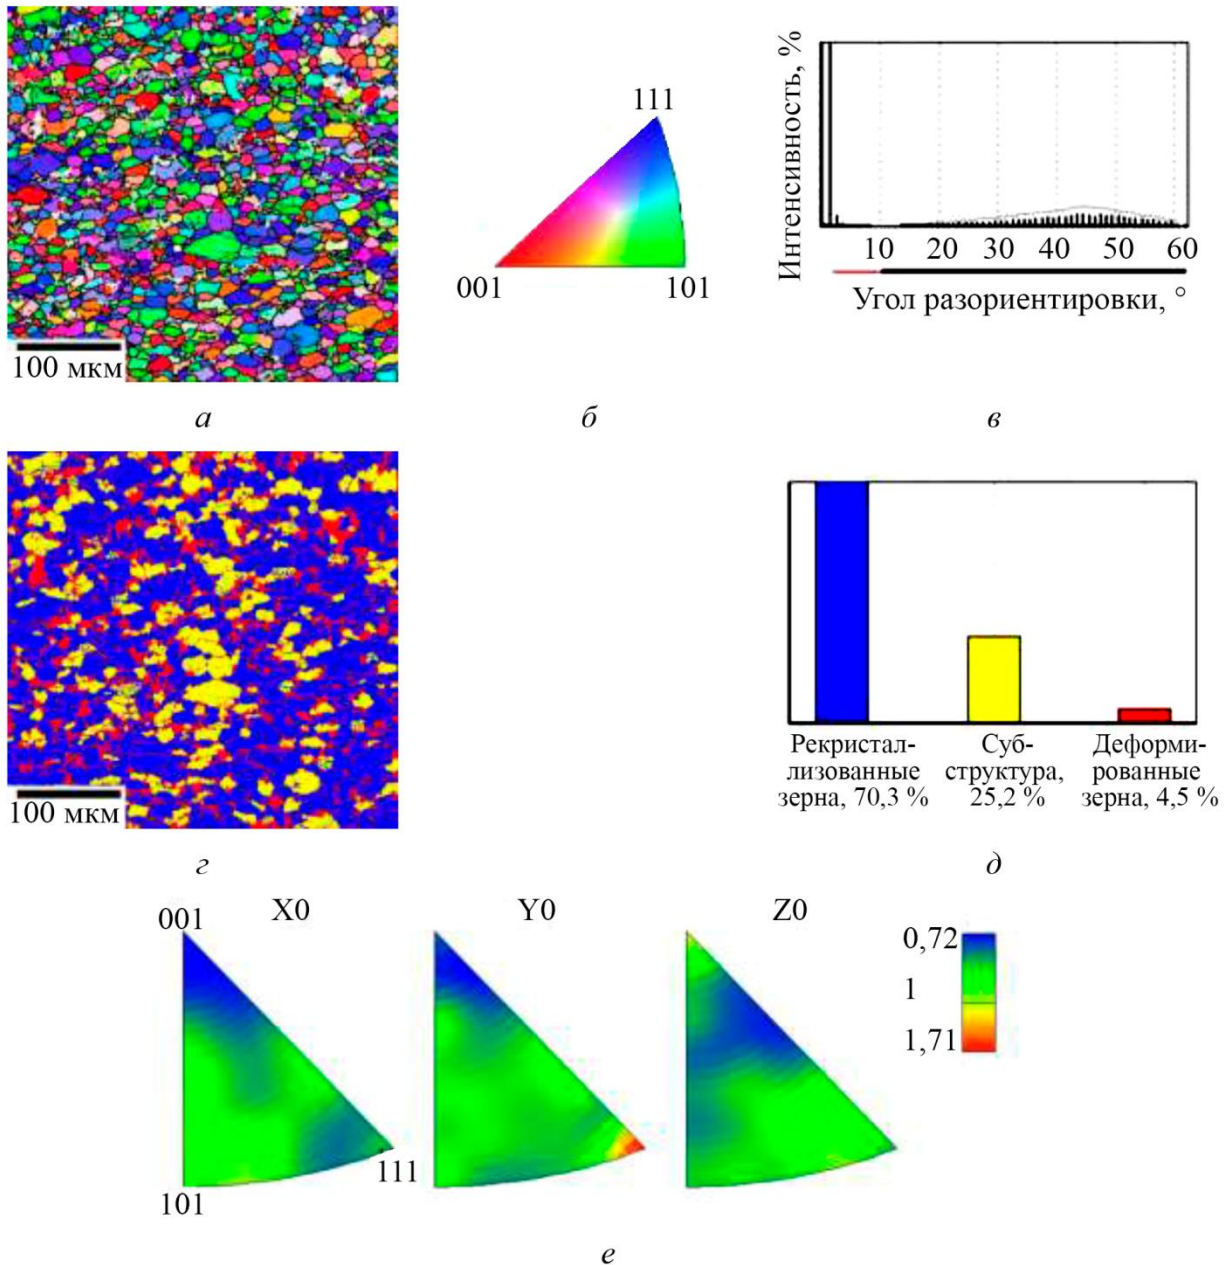 111
001
101
Интенсивность, %
10 20 30 40 50 60
Угол разориентировки, °
100 мкм
а
б
в
100 мкм
Рекристал-
лизованные
зерна, 70,3 %
Суб-
структура,
25,2 %
Деформи-
рованные
зерна, 4,5 %
г
д
X0
Y0
Z0
001
101
111
0,72
1
1,71
е